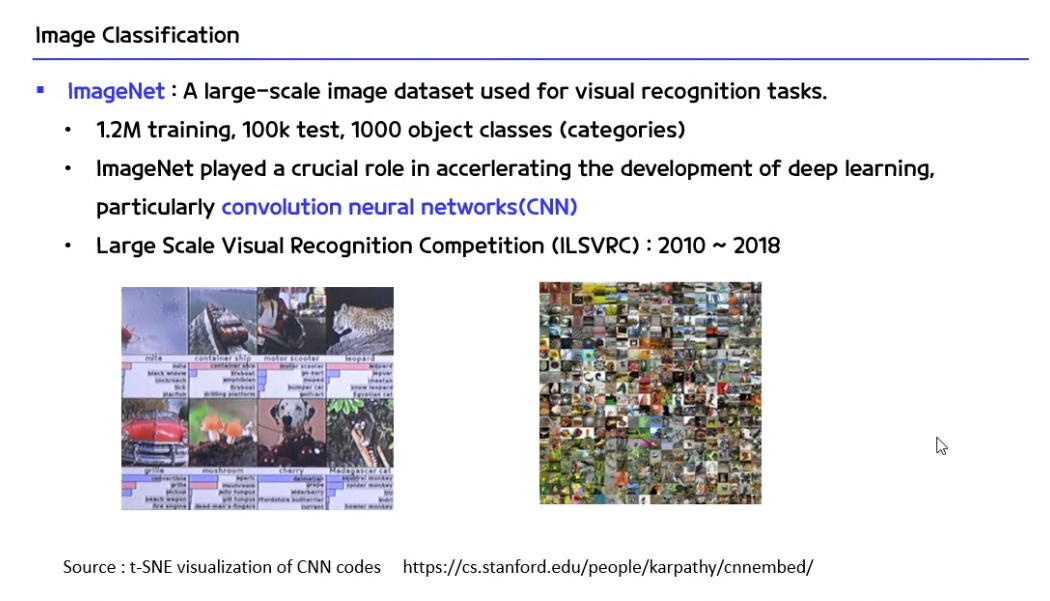 Image Classification
ImageNet : A large-scale image dataset used for visual recognition tasks.
1.2M training, 100k test, 1000 object classes (categories)
ImageNet played a crucial role in accerlerating the development of deep learning,
particularly convolution neural networks(CNN)
Large Scale Visual Recognition Competition (ILSVRC) : 2010 ~ 2018
mite container ship motor scooter leopard
mite container ship motor scooter leopard
black widow lifeboat go-kart jaguar
cockroach amphibian moped cheetah
tick fireboat bumper car snow leopard
starfish drilling platform golfcart Egyptian cat
grille mushroom cherry Madagascar cat
convertible agaric dalmatian squirrel monkey
grille mushroom grape spider monkey
pickup jelly fungus elderberry titi
beach wagon gill fungus ffordshire bullterrier indri
fire engine dead-man's-fingers currant howler monkey
Source : t-SNE visualization of CNN codes https://cs.stanford.edu/people/karpathy/cnnembed/